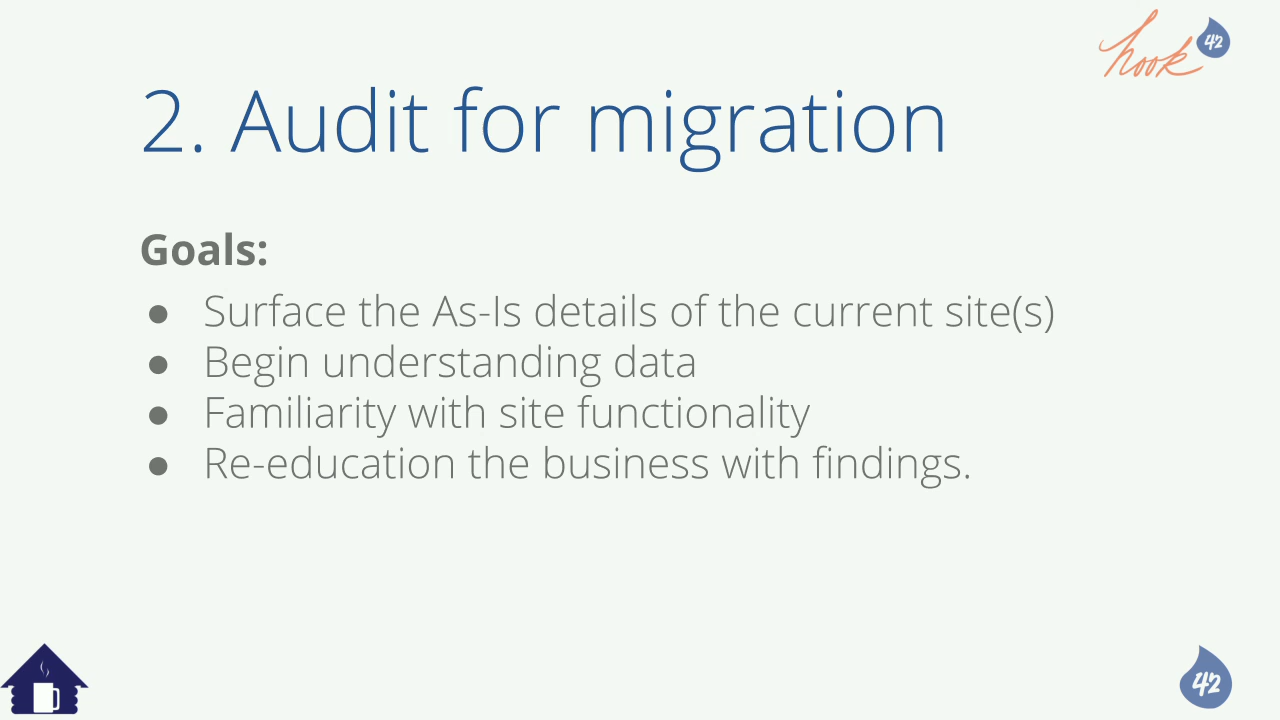 hook 42
2. Audit for migration
Goals:
● Surface the As-Is details of the current site(s)
● Begin understanding data
● Familiarity with site functionality
● Re-education the business with findings.
42